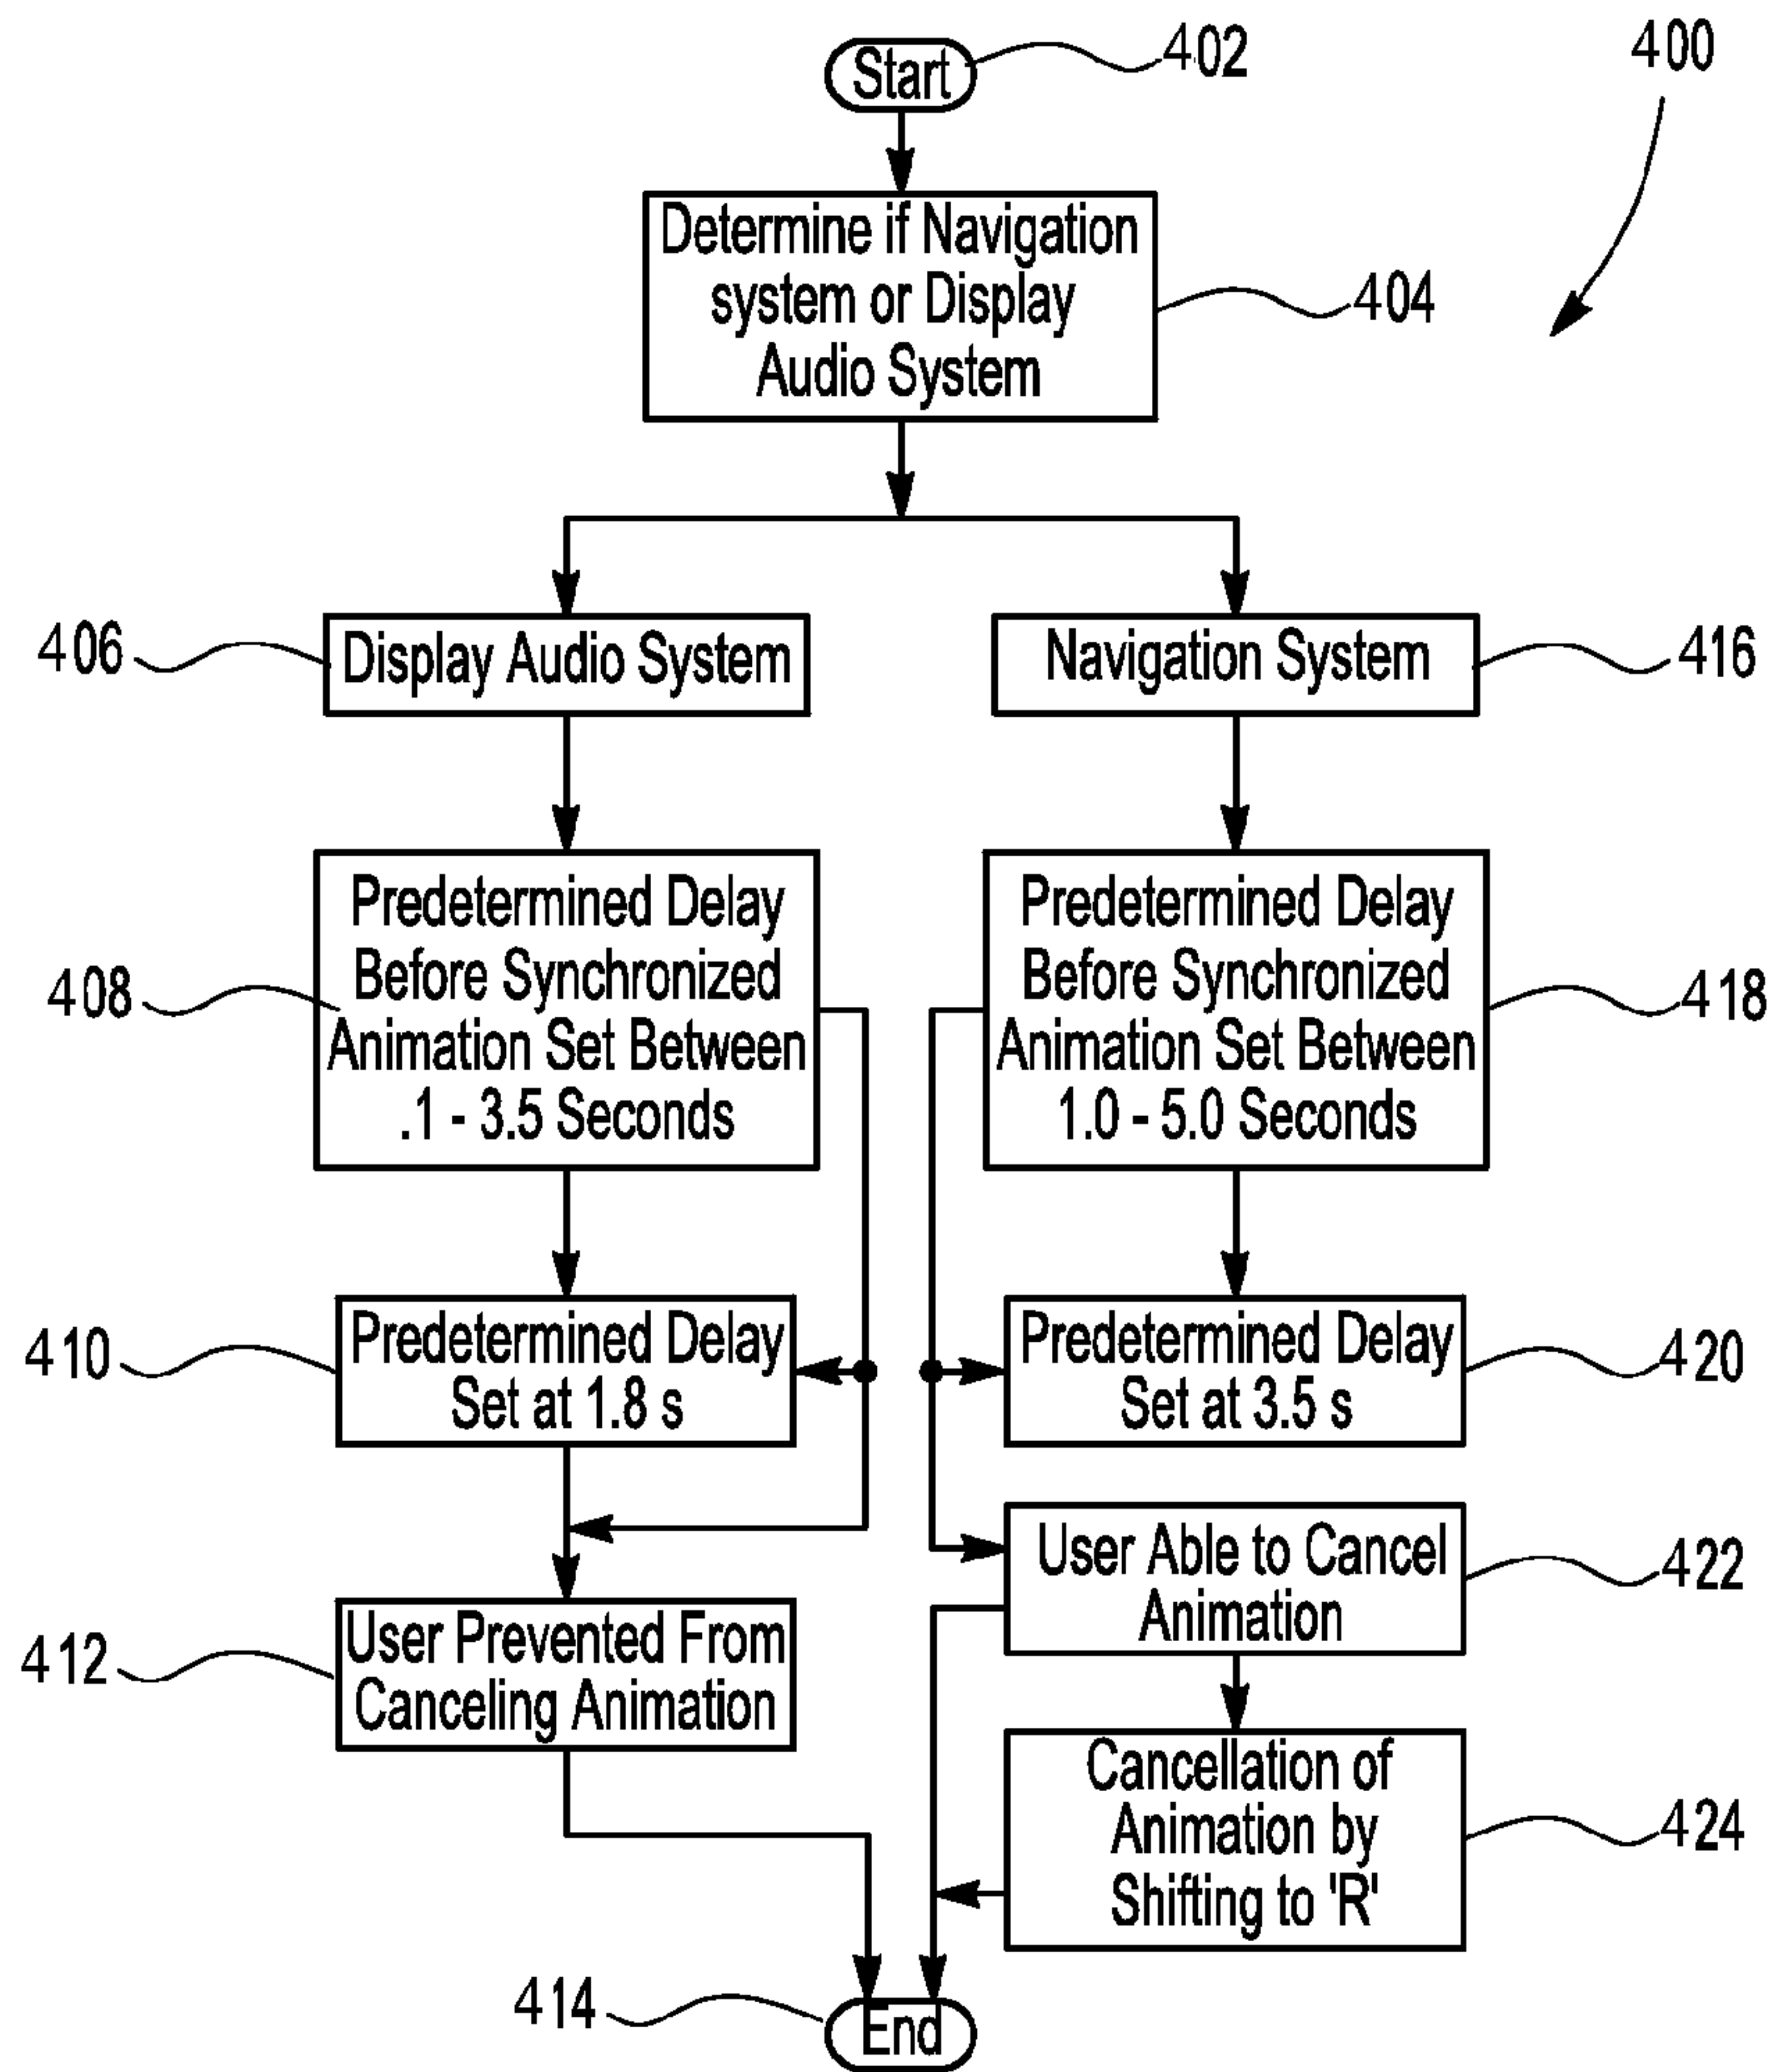 Start
402
400
Determine if Navigation
system or Display
Audio System
404
406
Display Audio System
Navigation System
416
408
Predetermined Delay
Before Synchronized
Animation Set Between
.1 - 3.5 Seconds
Predetermined Delay
Before Synchronized
Animation Set Between
1.0 - 5.0 Seconds
418
410
Predetermined Delay
Set at 1.8 s
Predetermined Delay
Set at 3.5 s
420
User Able to Cancel
Animation
422
412
User Prevented From
Canceling Animation
Cancellation of
Animation by
Shifting to 'R'
424
414
End